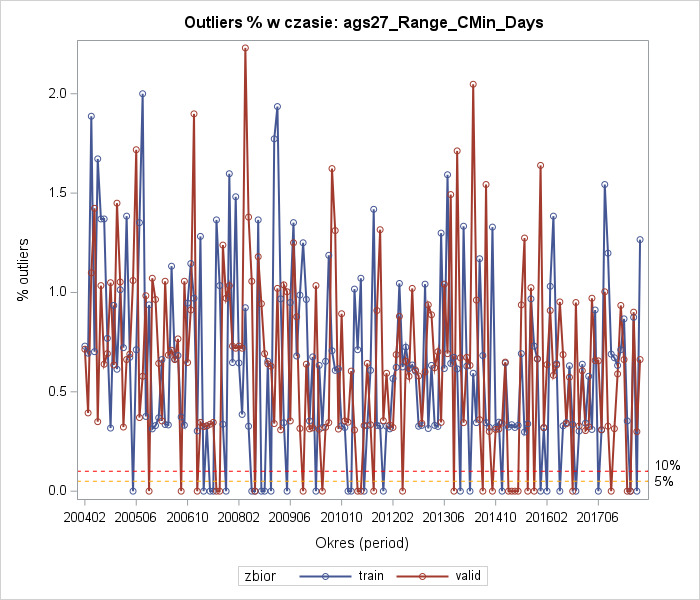 Outliers % w czasie: ags27_Range_CMin_Days
% outliers
2.0
1.5
1.0
0.5
0.0
10%
5%
200402 200506 200610 200802 200906 201010 201202 201306 201410 201602 201706
Okres (period)
zbior train valid